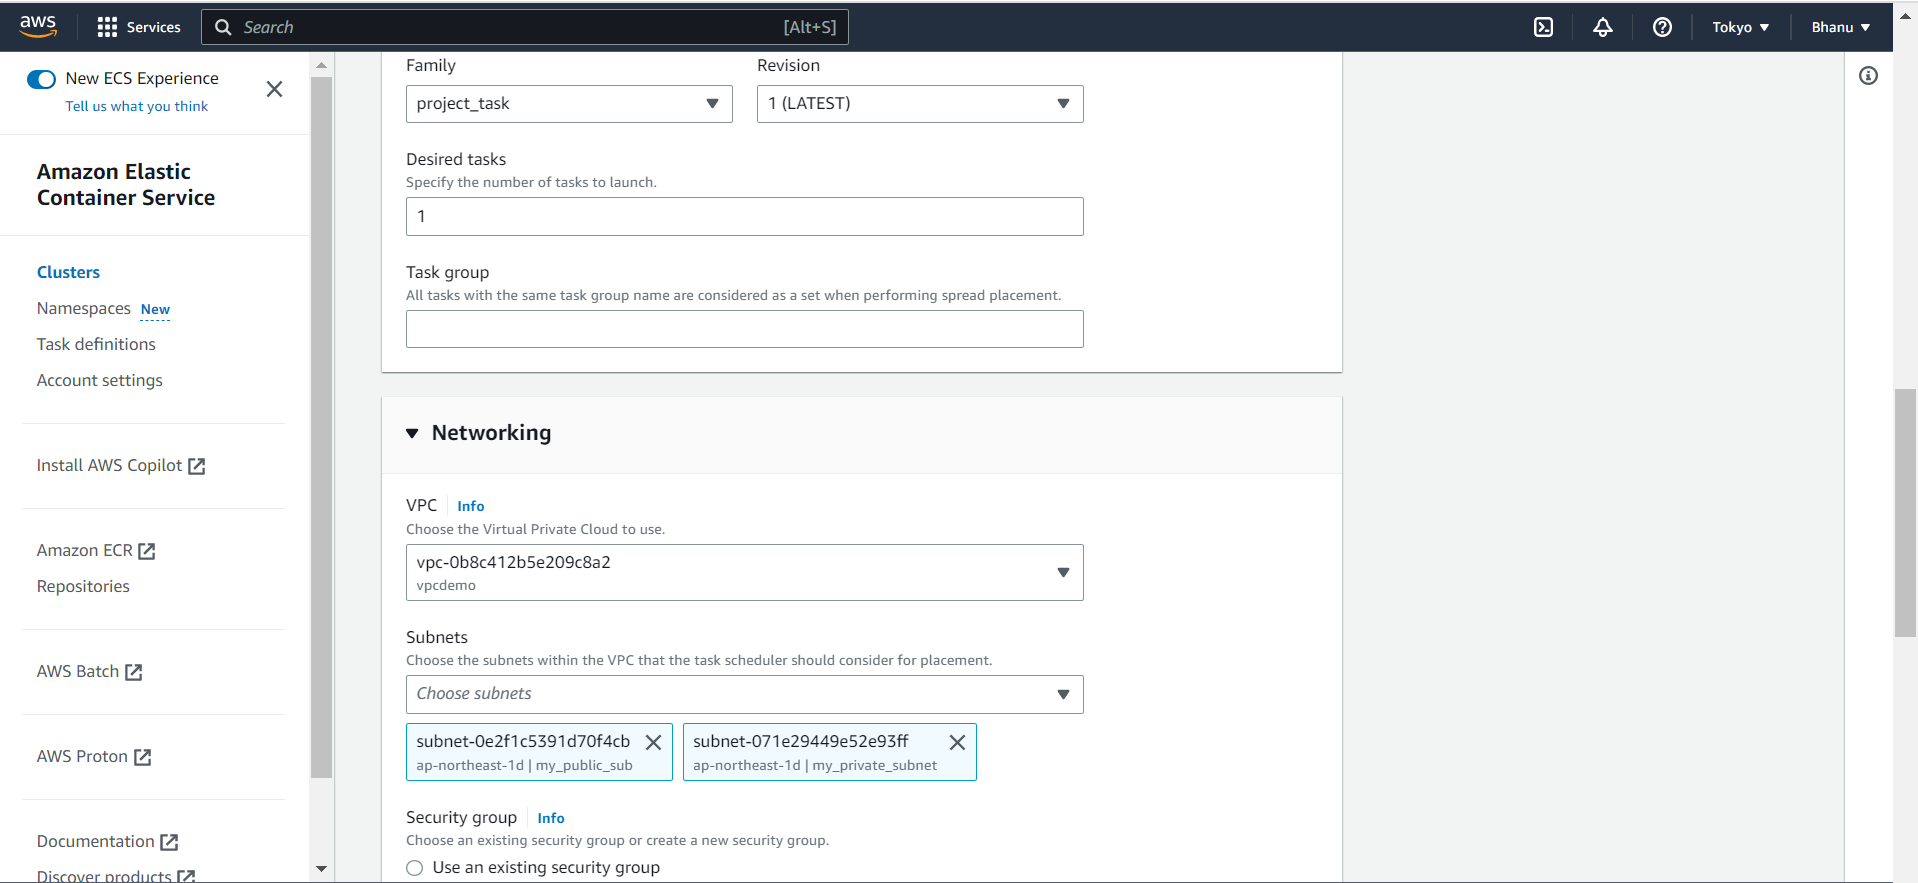 aws
Services
Search [Alt+S]
Tokyo ▼
Bhanu ▼
New ECS Experience
Tell us what you think
Amazon Elastic
Container Service
Clusters
Namespaces New
Task definitions
Account settings
Install AWS Copilot
Amazon ECR
Repositories
AWS Batch
AWS Proton
Documentation
Discover products
Family Revision
project_task 1 (LATEST)
Desired tasks
Specify the number of tasks to launch.
1
Task group
All tasks with the same task group name are considered as a set when performing spread placement.
Networking
VPC Info
Choose the Virtual Private Cloud to use.
vpc-0b8c412b5e209c8a2
vpcdemo
Subnets
Choose the subnets within the VPC that the task scheduler should consider for placement.
Choose subnets
subnet-0e2f1c5391d70f4cb subnet-071e29449e52e93ff
ap-northeast-1d | my_public_sub ap-northeast-1d | my_private_subnet
Security group Info
Choose an existing security group or create a new security group.
Use an existing security group